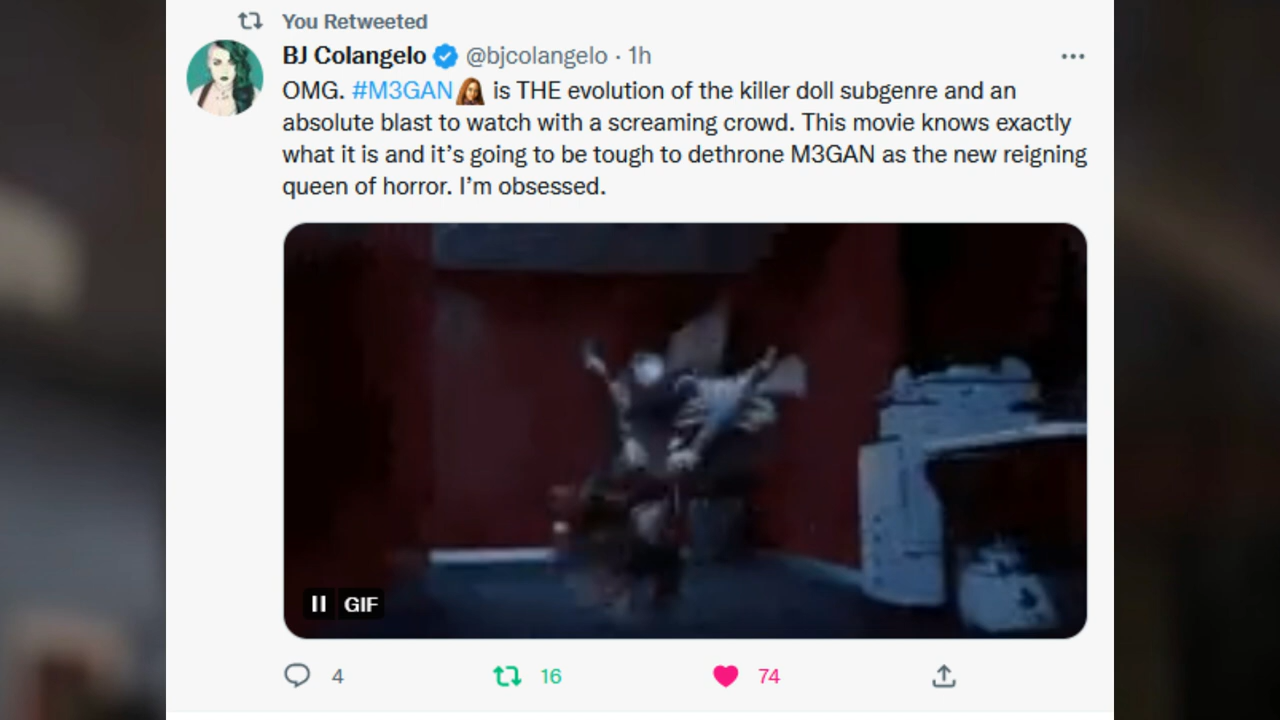 You Retweeted
BJ Colangelo @bjcolangelo · 1h
OMG. #M3GAN is THE evolution of the killer doll subgenre and an
absolute blast to watch with a screaming crowd. This movie knows exactly
what it is and it’s going to be tough to dethrone M3GAN as the new reigning
queen of horror. I’m obsessed.
GIF
4 16 74